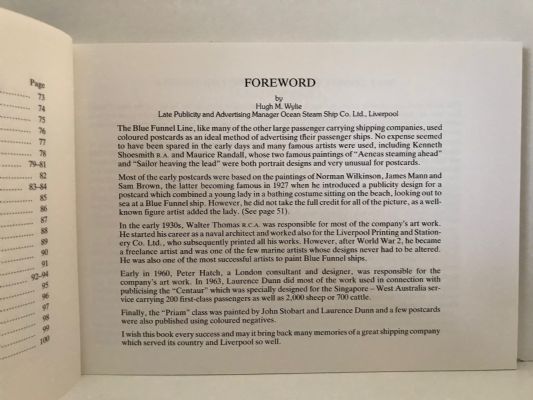 Page
73
74
75
76
77
78
79–81
82
83–84
85
86
87
88
89
90
91
92–94
95
96
97
98
99
100
FOREWORD
by
Hugh M. Wylie
Late Publicity and Advertising Manager Ocean Steam Ship Co. Ltd., Liverpool
The Blue Funnel Line, like many of the other large passenger carrying shipping companies, used
coloured postcards as an ideal method of advertising their passenger ships. No expense seemed
to have been spared in the early days and many famous artists were used, including Kenneth
Shoesmith R.A. and Maurice Randall, whose two famous paintings of "Aeneas steaming ahead"
and "Sailor heaving the lead" were both portrait designs and very unusual for postcards.
Most of the early postcards were based on the paintings of Norman Wilkinson, James Mann and
Sam Brown, the latter becoming famous in 1927 when he introduced a publicity design for a
postcard which combined a young lady in a bathing costume sitting on the beach, looking out to
sea at a Blue Funnel ship. However, he did not take the full credit for all of the picture, as a well-
known figure artist added the lady. (See page 51).
In the early 1930s, Walter Thomas R.C.A. was responsible for most of the company's art work.
He started his career as a naval architect and worked also for the Liverpool Printing and Station-
ery Co. Ltd., who subsequently printed all his works. However, after World War 2, he became
a freelance artist and was one of the few marine artists whose designs never had to be altered.
He was also one of the most successful artists to paint Blue Funnel ships.
Early in 1960, Peter Hatch, a London consultant and designer, was responsible for the
company's art work. In 1963, Laurence Dunn did most of the work used in connection with
publicising the "Centaur" which was specially designed for the Singapore – West Australia
service carrying 200 first-class passengers as well as 2,000 sheep or 700 cattle.
Finally, the "Priam" class was painted by John Stobart and Laurence Dunn and a few postcards
were also published using coloured negatives.
I wish this book every success and may it bring back many memories of a great shipping company
which served its country and Liverpool so well.